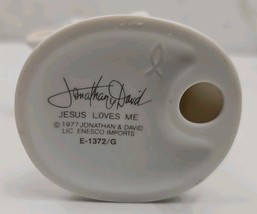 Jonathan & David
JESUS LOVES ME
© 1977 JONATHAN & DAVID
LIC. ENESCO IMPORTS
E-1372/G